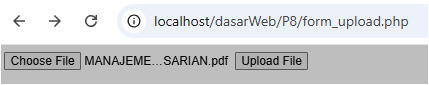 localhost/dasarWeb/P8/form_upload.php
Choose File MANAJEME...SARIAN.pdf Upload File